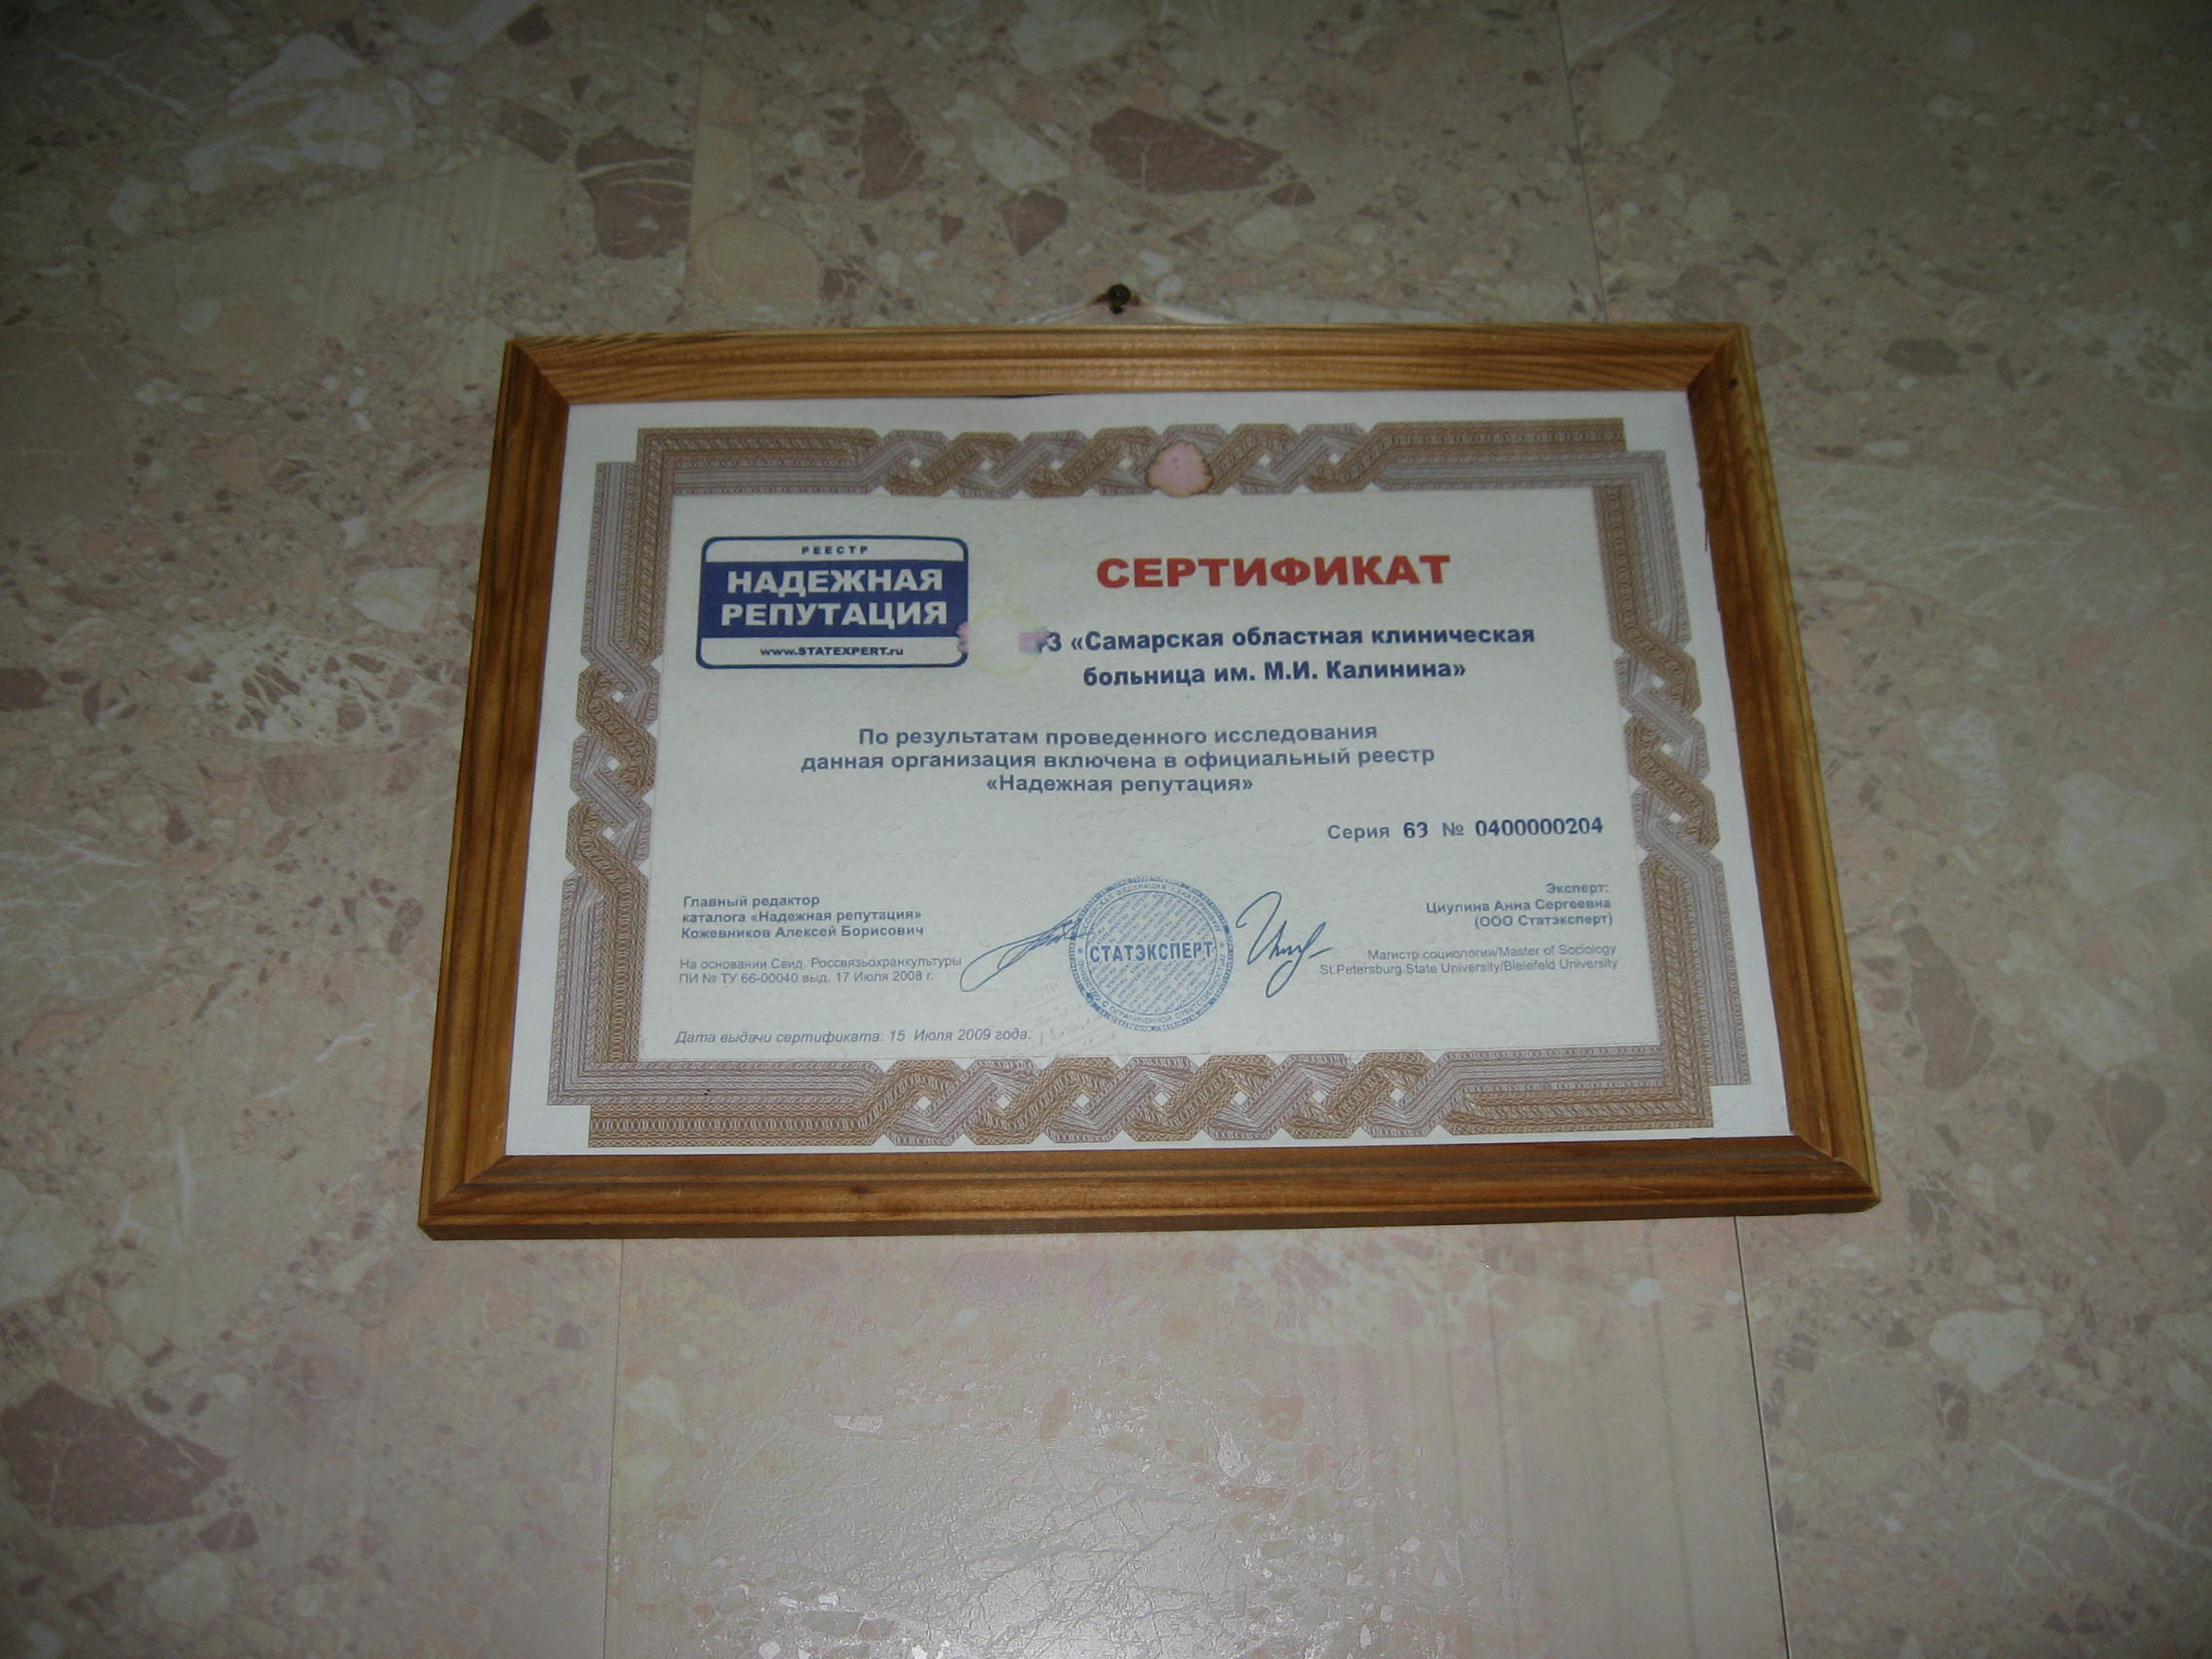 РЕЕСТР
НАДЕЖНАЯ
РЕПУТАЦИЯ
www.STATEXPERT.ru
СЕРТИФИКАТ
З «Самарская областная клиническая
больница им. М.И. Калинина»
По результатам проведенного исследования
данная организация включена в официальный реестр
«Надежная репутация»
Серия 63 № 0400000204
Главный редактор
каталога «Надежная репутация»
Кожевников Алексей Борисович
На основании Свид. Россвязьохранкультуры
ПИ № ТУ 66-00040 выд. 17 Июля 2008 г.
СТАТЭКСПЕРТ
Эксперт:
Циулина Анна Сергеевна
(ООО Статэксперт)
Магистр социологии/Master of Sociology
St.Petersburg State University/Bielefeld University
Дата выдачи сертификата: 15 Июля 2009 года.